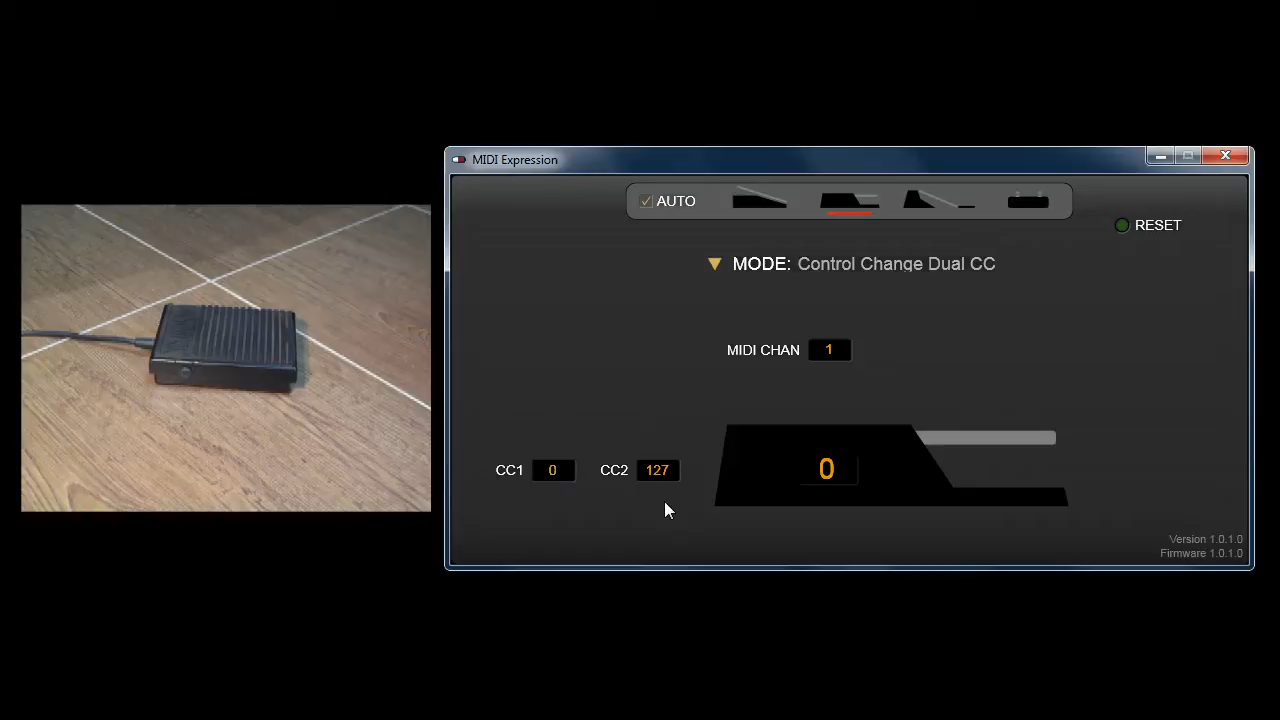 MIDI Expression
AUTO
RESET
MODE: Control Change Dual CC
MIDI CHAN 1
CC1 0 CC2 127
0
Version 1.0.1.0
Firmware 1.0.1.0